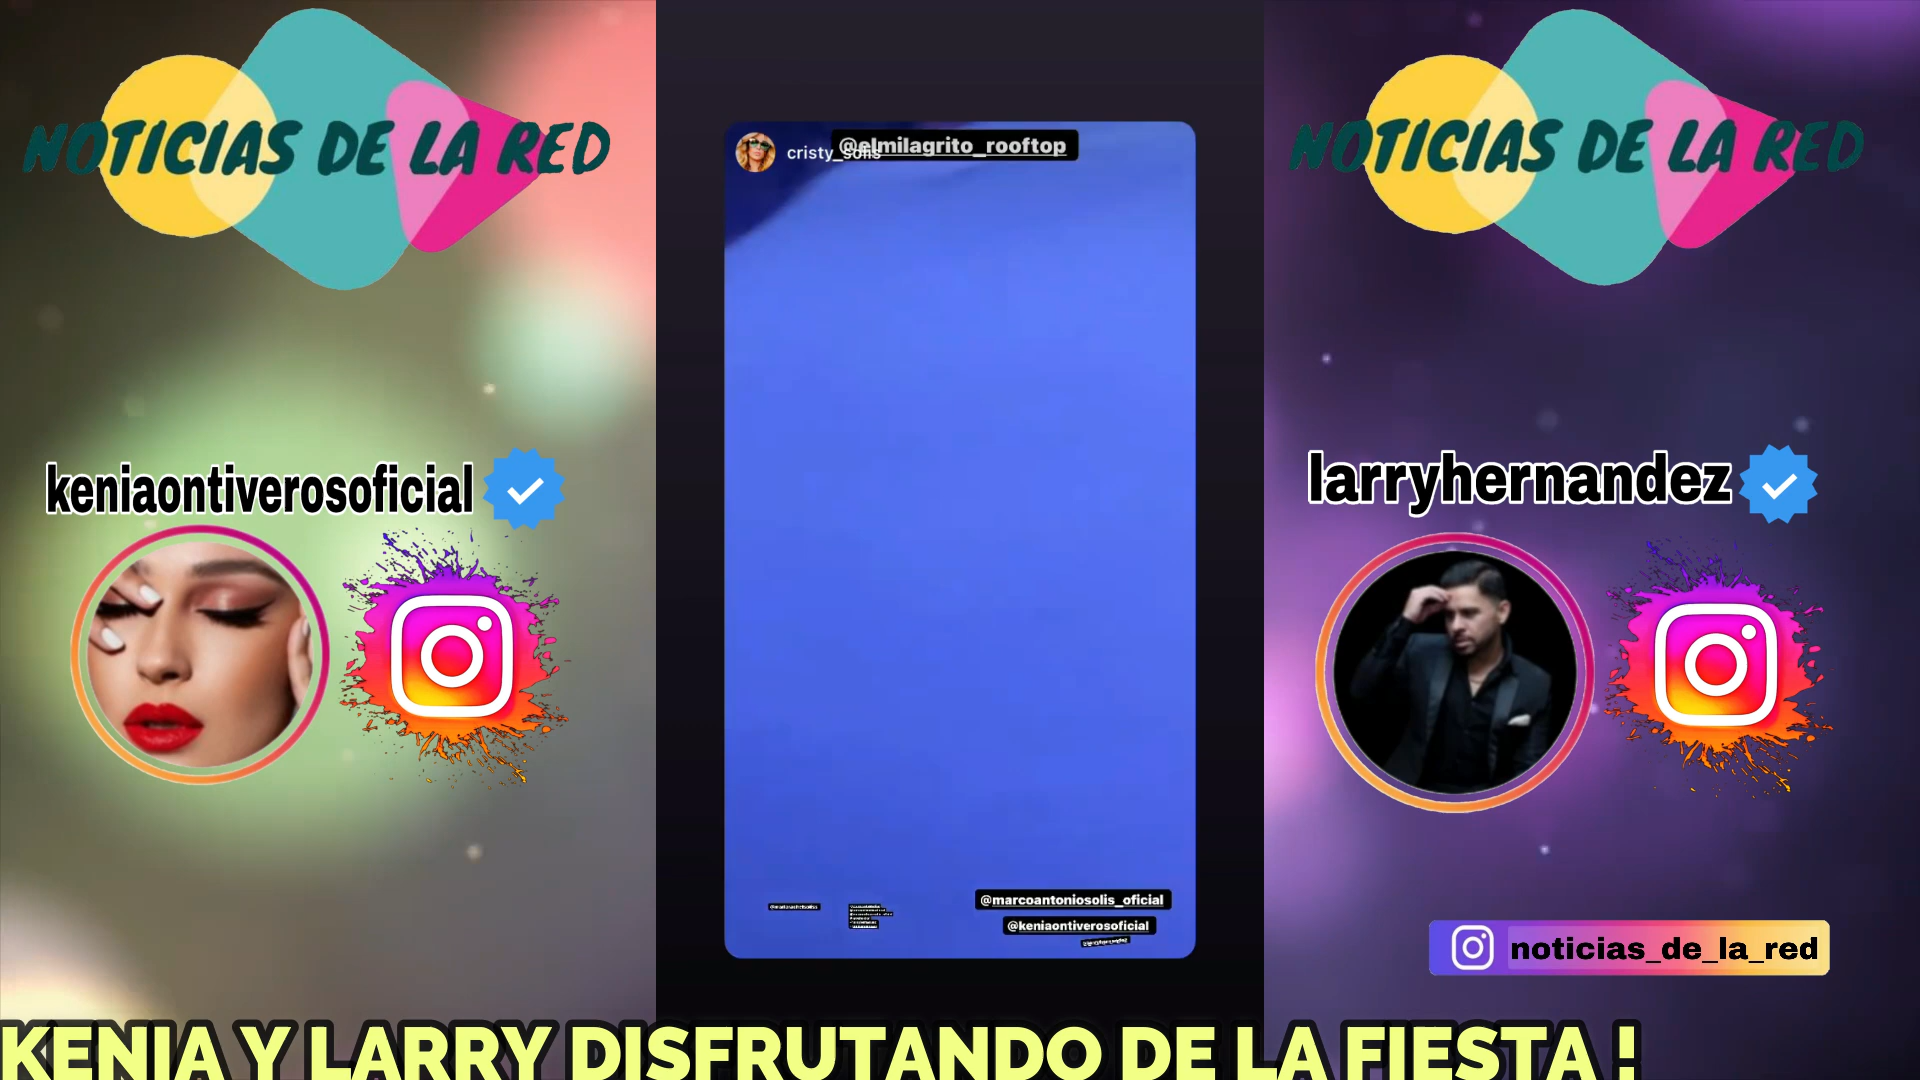 NOTICIAS DE LA RED
NOTICIAS DE LA RED
@elmilagrito_rooftop
cristy_solis
keniaontiverosoficial
larryhernandez
@marcoantoniosolis_oficial
@keniaontiverosoficial
noticias_de_la_red
KENIA Y LARRY DISFRUTANDO DE LA FIESTA !